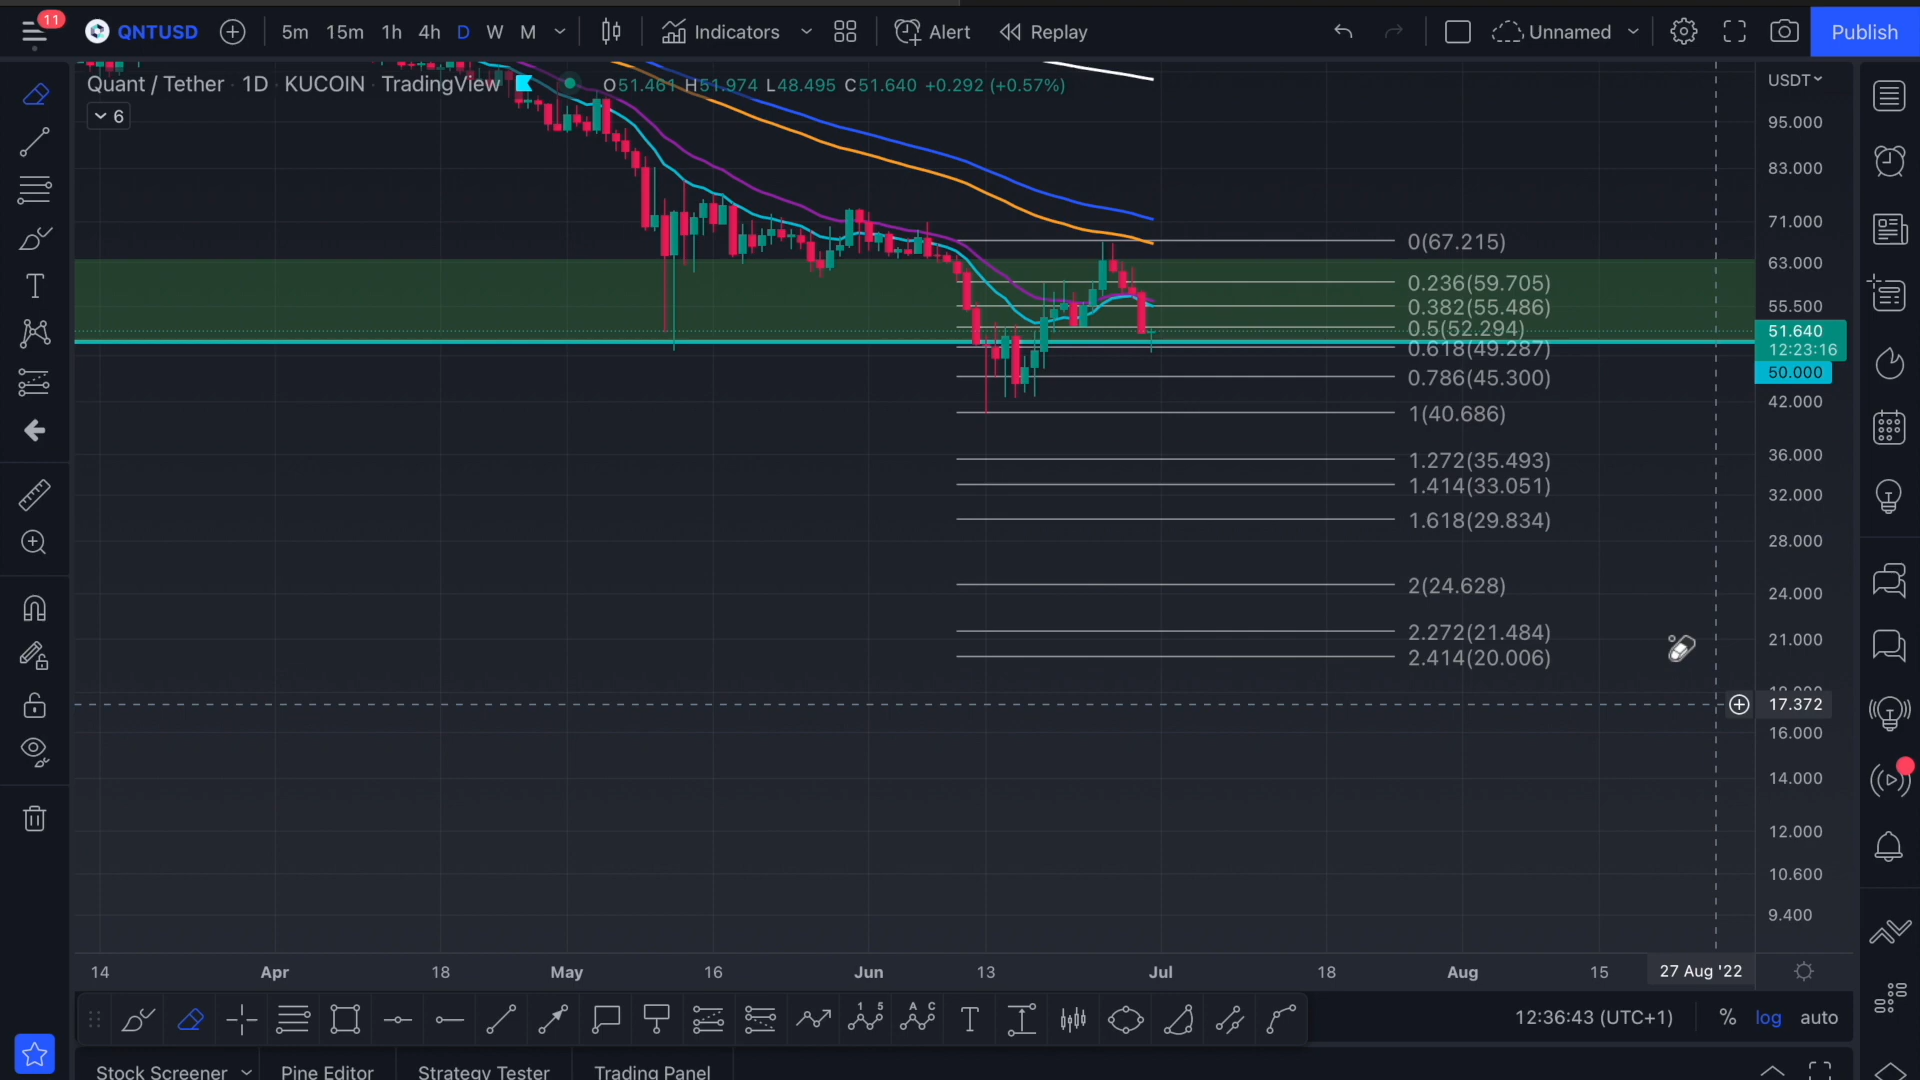 11
QNTUSD
5m 15m 1h 4h D W M
Indicators
Alert
Replay
Unnamed
Publish
Quant / Tether · 1D · KUCOIN · TradingView
O51.461 H51.974 L48.495 C51.640 +0.292 (+0.57%)
6
USDT
95.000
83.000
71.000
63.000
55.500
51.640
12:23:16
50.000
42.000
36.000
32.000
28.000
24.000
21.000
17.372
16.000
14.000
12.000
10.600
9.400
0(67.215)
0.236(59.705)
0.382(55.486)
0.5(52.294)
0.618(49.287)
0.786(45.300)
1(40.686)
1.272(35.493)
1.414(33.051)
1.618(29.834)
2(24.628)
2.272(21.484)
2.414(20.006)
14 Apr 18 May 16 Jun 13 Jul 18 Aug 15 27 Aug '22
1 5
A C
T
12:36:43 (UTC+1)
% log auto
Stock Screener
Pine Editor
Strategy Tester
Trading Panel